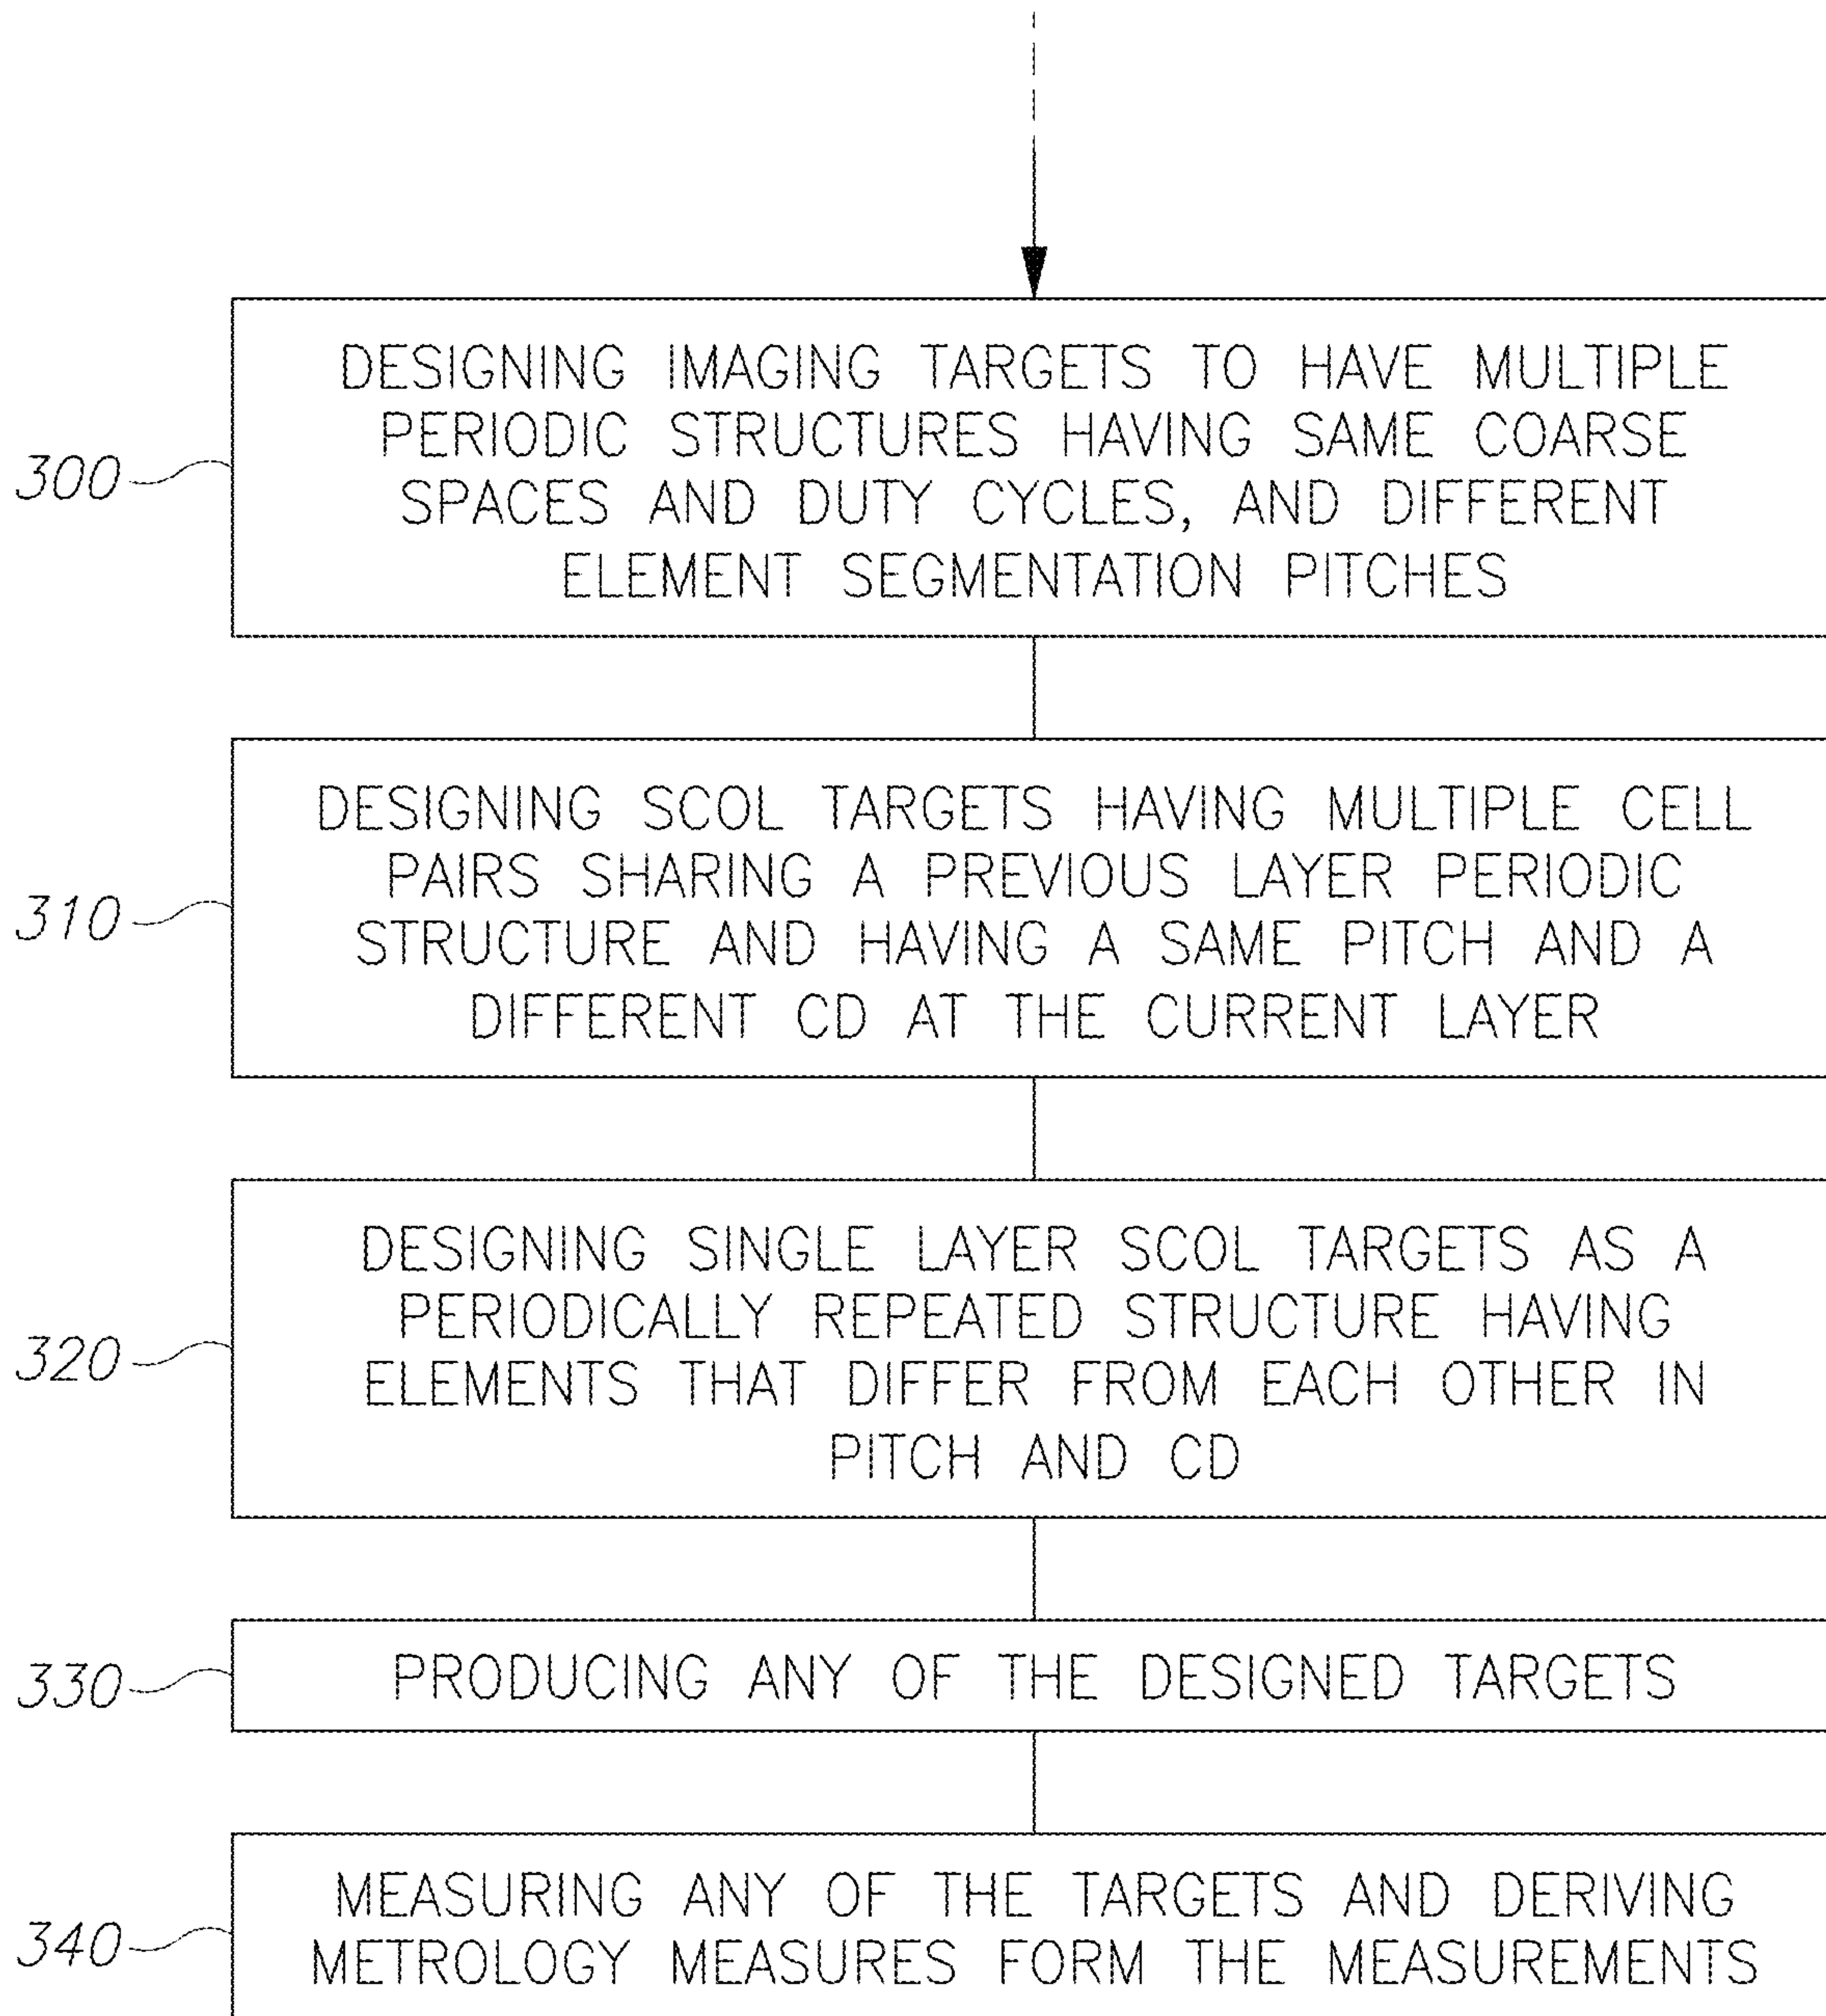 300
DESIGNING IMAGING TARGETS TO HAVE MULTIPLE
PERIODIC STRUCTURES HAVING SAME COARSE
SPACES AND DUTY CYCLES, AND DIFFERENT
ELEMENT SEGMENTATION PITCHES
310
DESIGNING SCOL TARGETS HAVING MULTIPLE CELL
PAIRS SHARING A PREVIOUS LAYER PERIODIC
STRUCTURE AND HAVING A SAME PITCH AND A
DIFFERENT CD AT THE CURRENT LAYER
320
DESIGNING SINGLE LAYER SCOL TARGETS AS A
PERIODICALLY REPEATED STRUCTURE HAVING
ELEMENTS THAT DIFFER FROM EACH OTHER IN
PITCH AND CD
330
PRODUCING ANY OF THE DESIGNED TARGETS
340
MEASURING ANY OF THE TARGETS AND DERIVING
METROLOGY MEASURES FORM THE MEASUREMENTS